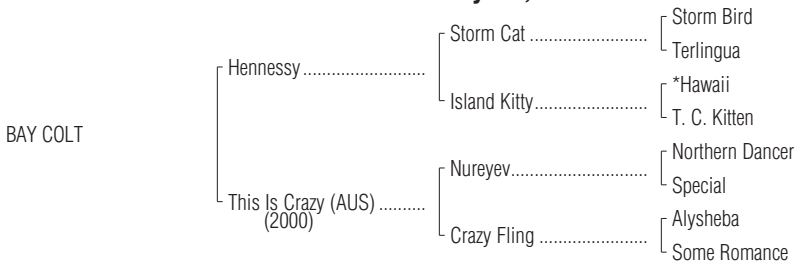 Storm Bird
Storm Cat ......................
Terlingua
Hennessy .........................
*Hawaii
Island Kitty.......................
T. C. Kitten
BAY COLT
Northern Dancer
Nureyev............................
Special
This Is Crazy (AUS) ..........
(2000)
Alysheba
Crazy Fling ......................
Some Romance